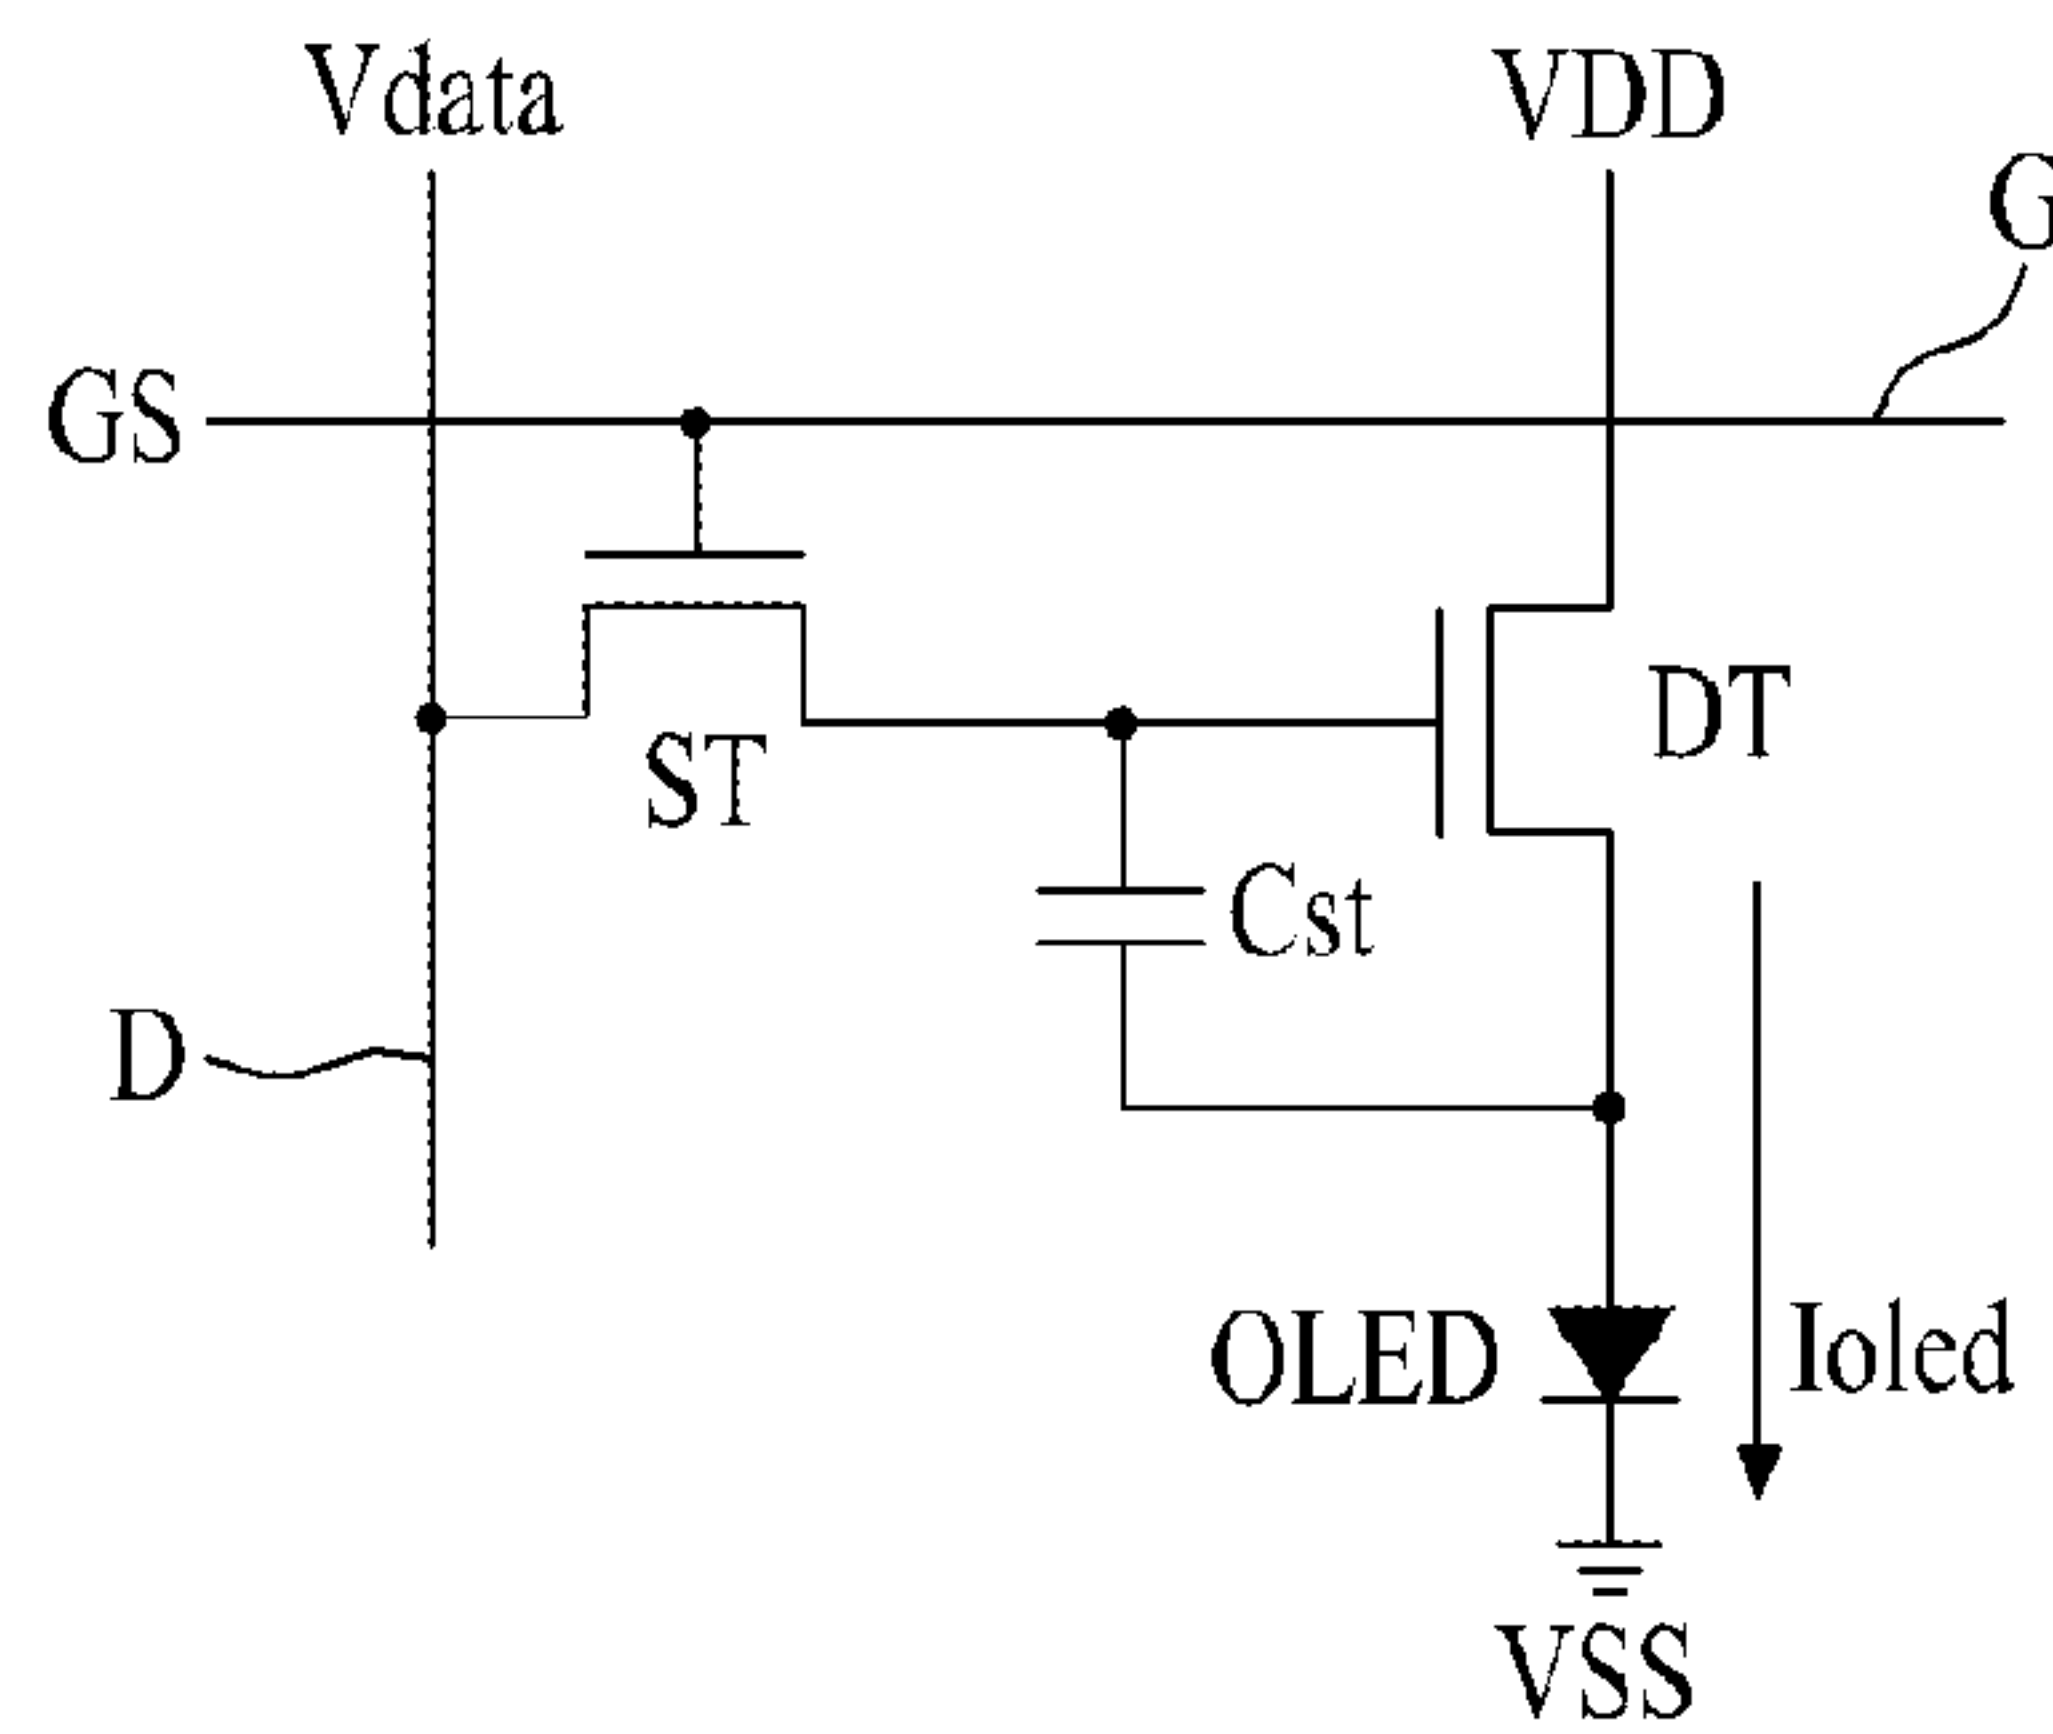 Vdata
VDD
G
GS
DT
ST
Cst
D
OLED
Ioled
VSS